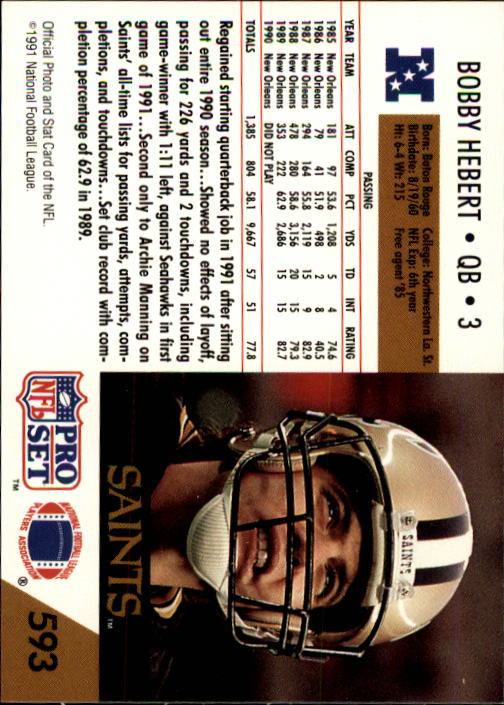 BOBBY HEBERT • QB • 3
N
Born: Baton Rouge College: Northwestern La. St.
Birthdate: 8/19/60 NFL Exp: 6th year
Ht: 6-4 Wt: 215 Free agent '85
PASSING
YEAR TEAM ATT COMP PCT YDS TD INT RATING
1985 New Orleans 181 97 53.6 1,208 5 4 74.6
1986 New Orleans 79 41 51.9 498 2 8 40.5
1987 New Orleans 294 164 55.8 2,119 15 9 82.9
1988 New Orleans 478 280 58.6 3,156 20 15 79.3
1989 New Orleans 353 222 62.9 2,686 15 15 82.7
1990 New Orleans DID NOT PLAY
TOTALS 1,385 804 58.1 9,667 57 51 77.8
Regained starting quarterback job in 1991 after sitting
out entire 1990 season...Showed no effects of layoff,
passing for 226 yards and 2 touchdowns, including
game-winner with 1:11 left, against Seahawks in first
game of 1991...Second only to Archie Manning on
Saints' all-time lists for passing yards, attempts, com-
pletions, and touchdowns...Set club record with com-
pletion percentage of 62.9 in 1989.
Official Photo and Stat Card of the NFL.
©1991 National Football League.
SAINTS
SAINTS™
PRO
NFL SET™
NATIONAL FOOTBALL LEAGUE
PLAYERS ASSOCIATION®
593